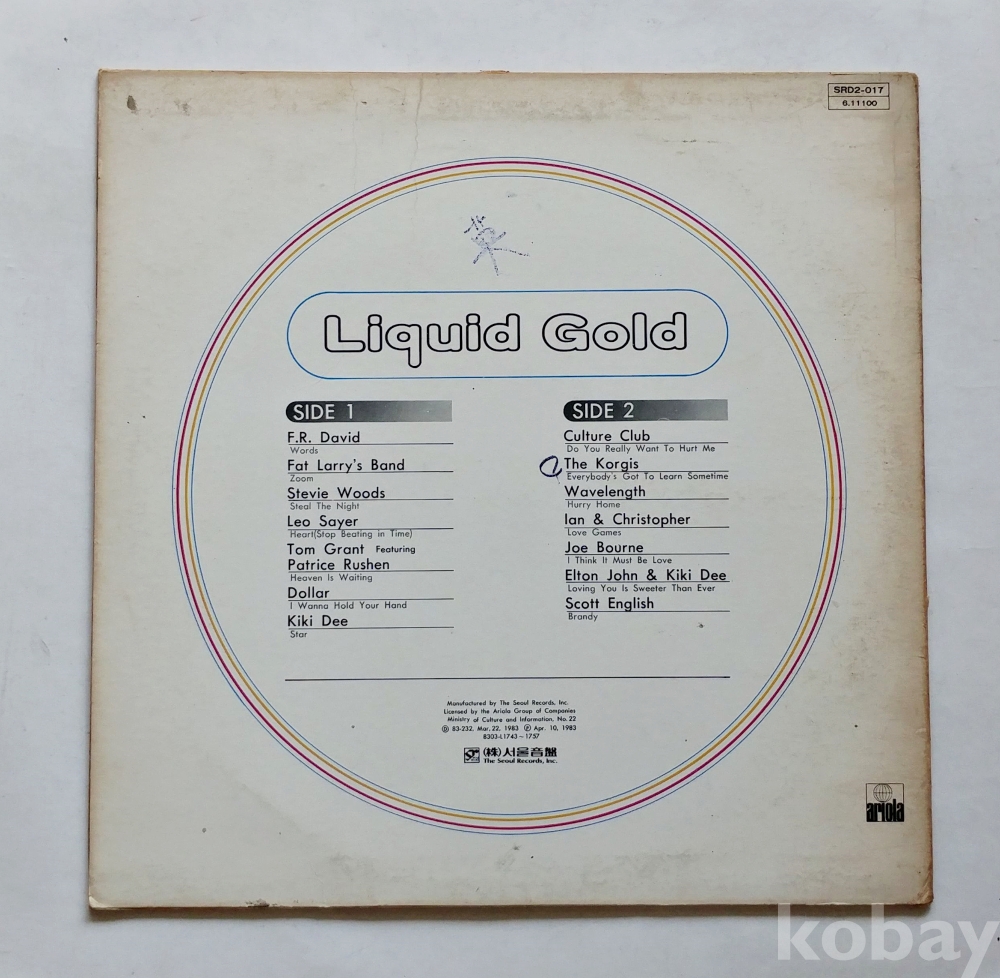 SRD2-017
6.11100
Liquid Gold
SIDE 1
F.R. David
Words
Fat Larry's Band
Zoom
Stevie Woods
Steal The Night
Leo Sayer
Heart(Stop Beating in Time)
Tom Grant Featuring
Patrice Rushen
Heaven Is Waiting
Dollar
I Wanna Hold Your Hand
Kiki Dee
Star
SIDE 2
Culture Club
Do You Really Want To Hurt Me
The Korgis
Everybody's Got To Learn Sometime
Wavelength
Hurry Home
Ian & Christopher
Love Games
Joe Bourne
I Think It Must Be Love
Elton John & Kiki Dee
Loving You Is Sweeter Than Ever
Scott English
Brandy
Manufactured by The Seoul Records, Inc.
Licensed by the Ariola Group of Companies
Ministry of Culture and Information, No. 22
ⓓ 83-232, Mar. 22, 1983 ⓟ Apr. 10, 1983
8303-L1743~1757
(株)서울音盤
The Seoul Records, Inc.
ariola
kobay